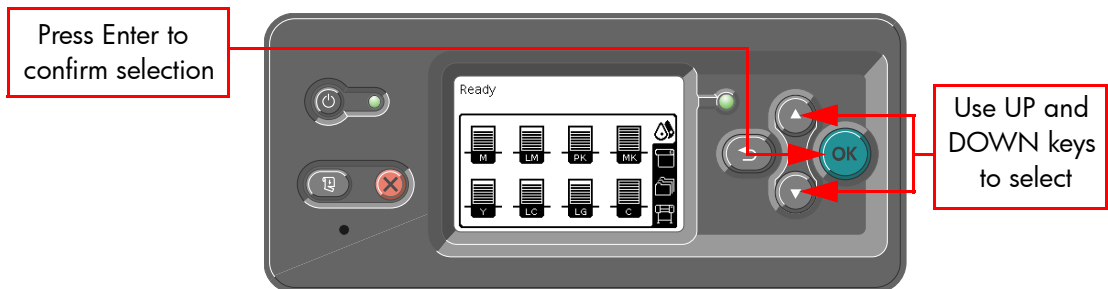 Press Enter to
confirm selection
Ready
M LM PK MK
Y LC LG C
OK
Use UP and
DOWN keys
to select